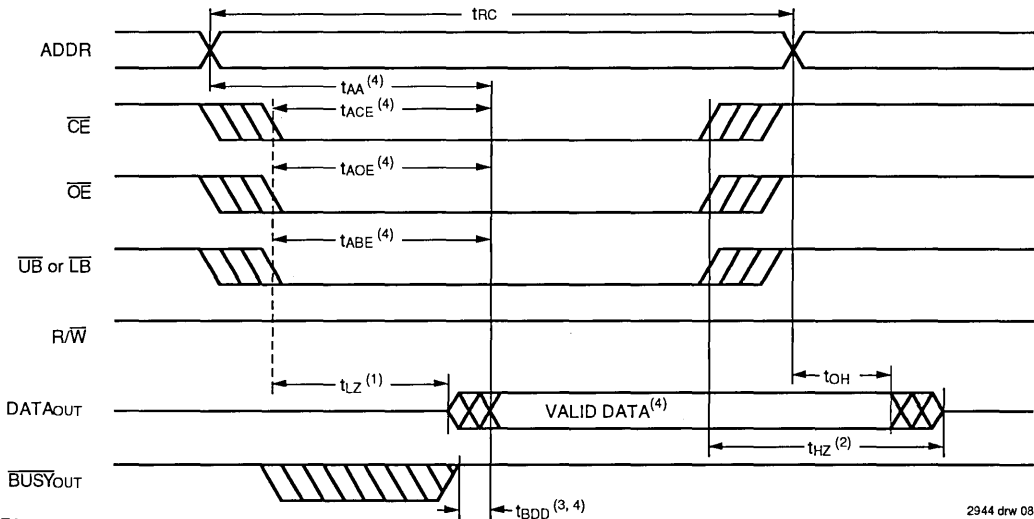 tRC
ADDR
tAA (4)
tACE (4)
CE
tAOE (4)
OE
tABE (4)
UB or LB
R/W
tLZ (1)
tOH
DATAOUT
VALID DATA(4)
tHZ (2)
BUSYOUT
tBDD (3, 4)
2944 drw 08